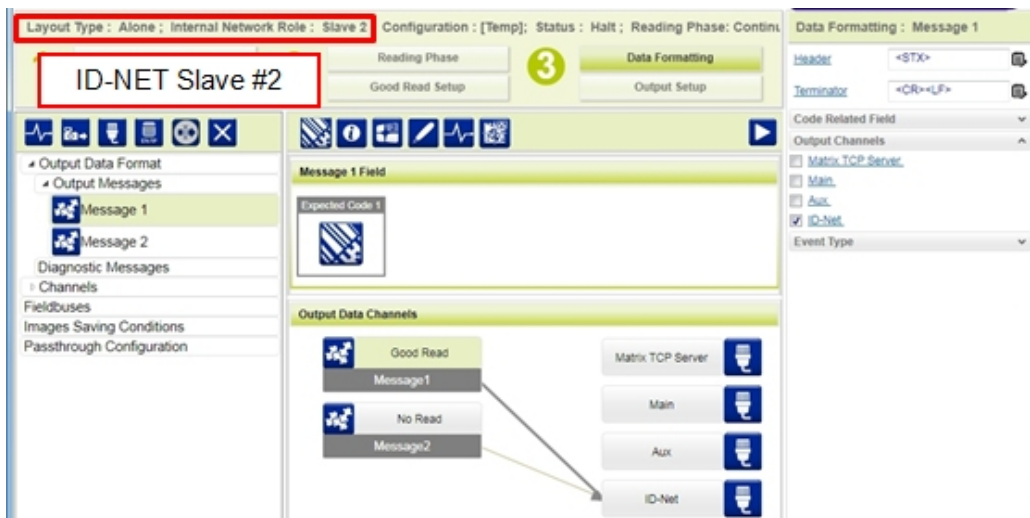 Layout Type : Alone ; Internal Network Role : Slave 2 Configuration : [Temp]; Status : Halt ; Reading Phase: Continu
ID-NET Slave #2
Reading Phase
Good Read Setup
3
Data Formatting
Output Setup
Output Data Format
Output Messages
Message 1
Message 2
Diagnostic Messages
Channels
Fieldbuses
Images Saving Conditions
Passthrough Configuration
Message 1 Field
Expected Code 1
Output Data Channels
Good Read
Message1
No Read
Message2
Matrix TCP Server
Main
Aux
ID-Net
Data Formatting : Message 1
Header <STX>
Terminator <CR><LF>
Code Related Field
Output Channels
Matrix TCP Server
Main
Aux
ID-Net
Event Type